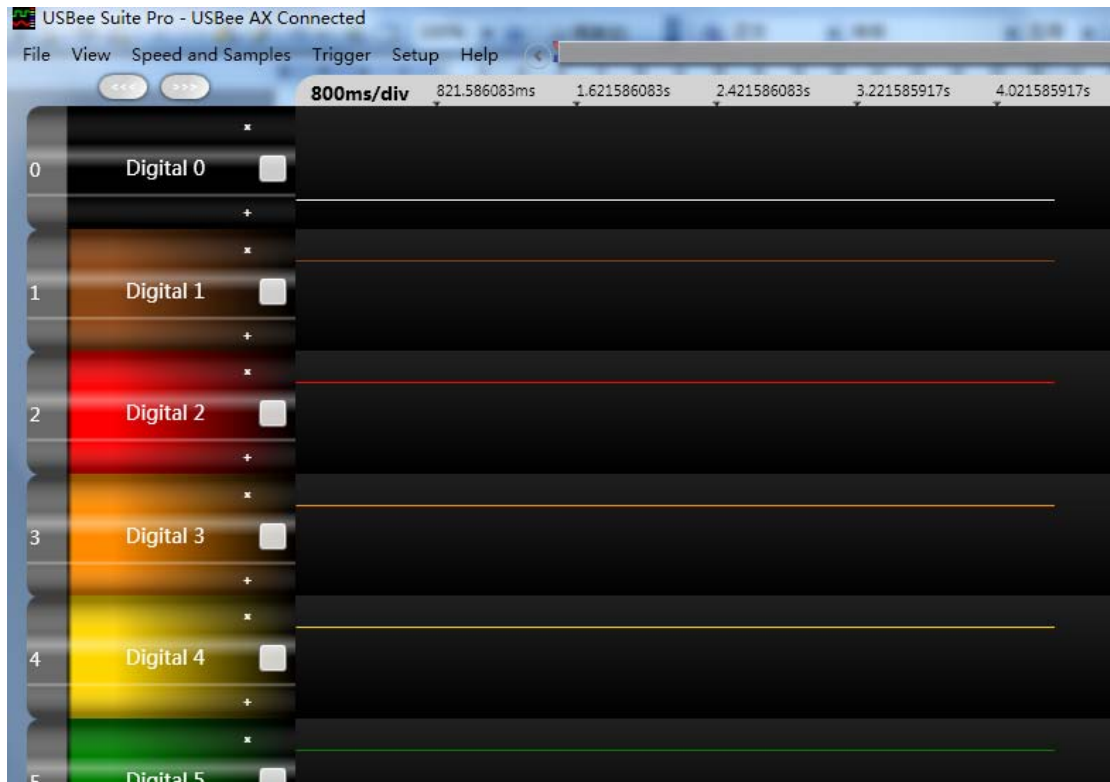 USBee Suite Pro - USBee AX Connected
File View Speed and Samples Trigger Setup Help
<<< >>> 800ms/div 821.586083ms 1.621586083s 2.421586083s 3.221585917s 4.021585917s
0 Digital 0
1 Digital 1
2 Digital 2
3 Digital 3
4 Digital 4
5 Digital 5